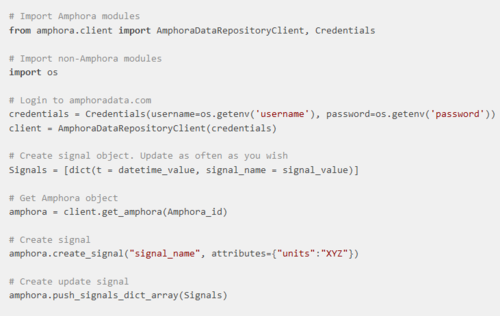 # Import Amphora modules
from amphora.client import AmphoraDataRepositoryClient, Credentials
# Import non-Amphora modules
import os
# Login to amphoradata.com
credentials = Credentials(username=os.getenv('username'), password=os.getenv('password'))
client = AmphoraDataRepositoryClient(credentials)
# Create signal object. Update as often as you wish
Signals = [dict(t = datetime_value, signal_name = signal_value)]
# Get Amphora object
amphora = client.get_amphora(Amphora_id)
# Create signal
amphora.create_signal("signal_name", attributes={"units":"XYZ"})
# Create update signal
amphora.push_signals_dict_array(Signals)